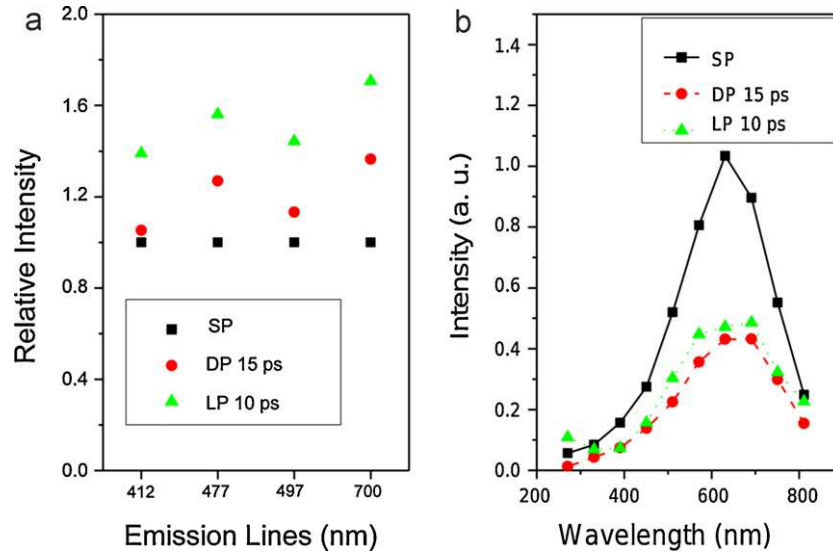 a
2.0
1.6
1.2
0.8
0.4
0.0
Relative Intensity
SP
DP 15 ps
LP 10 ps
412 477 497 700
Emission Lines (nm)
b
1.4
1.2
1.0
0.8
0.6
0.4
0.2
0.0
Intensity (a. u.)
SP
DP 15 ps
LP 10 ps
200 400 600 800
Wavelength (nm)